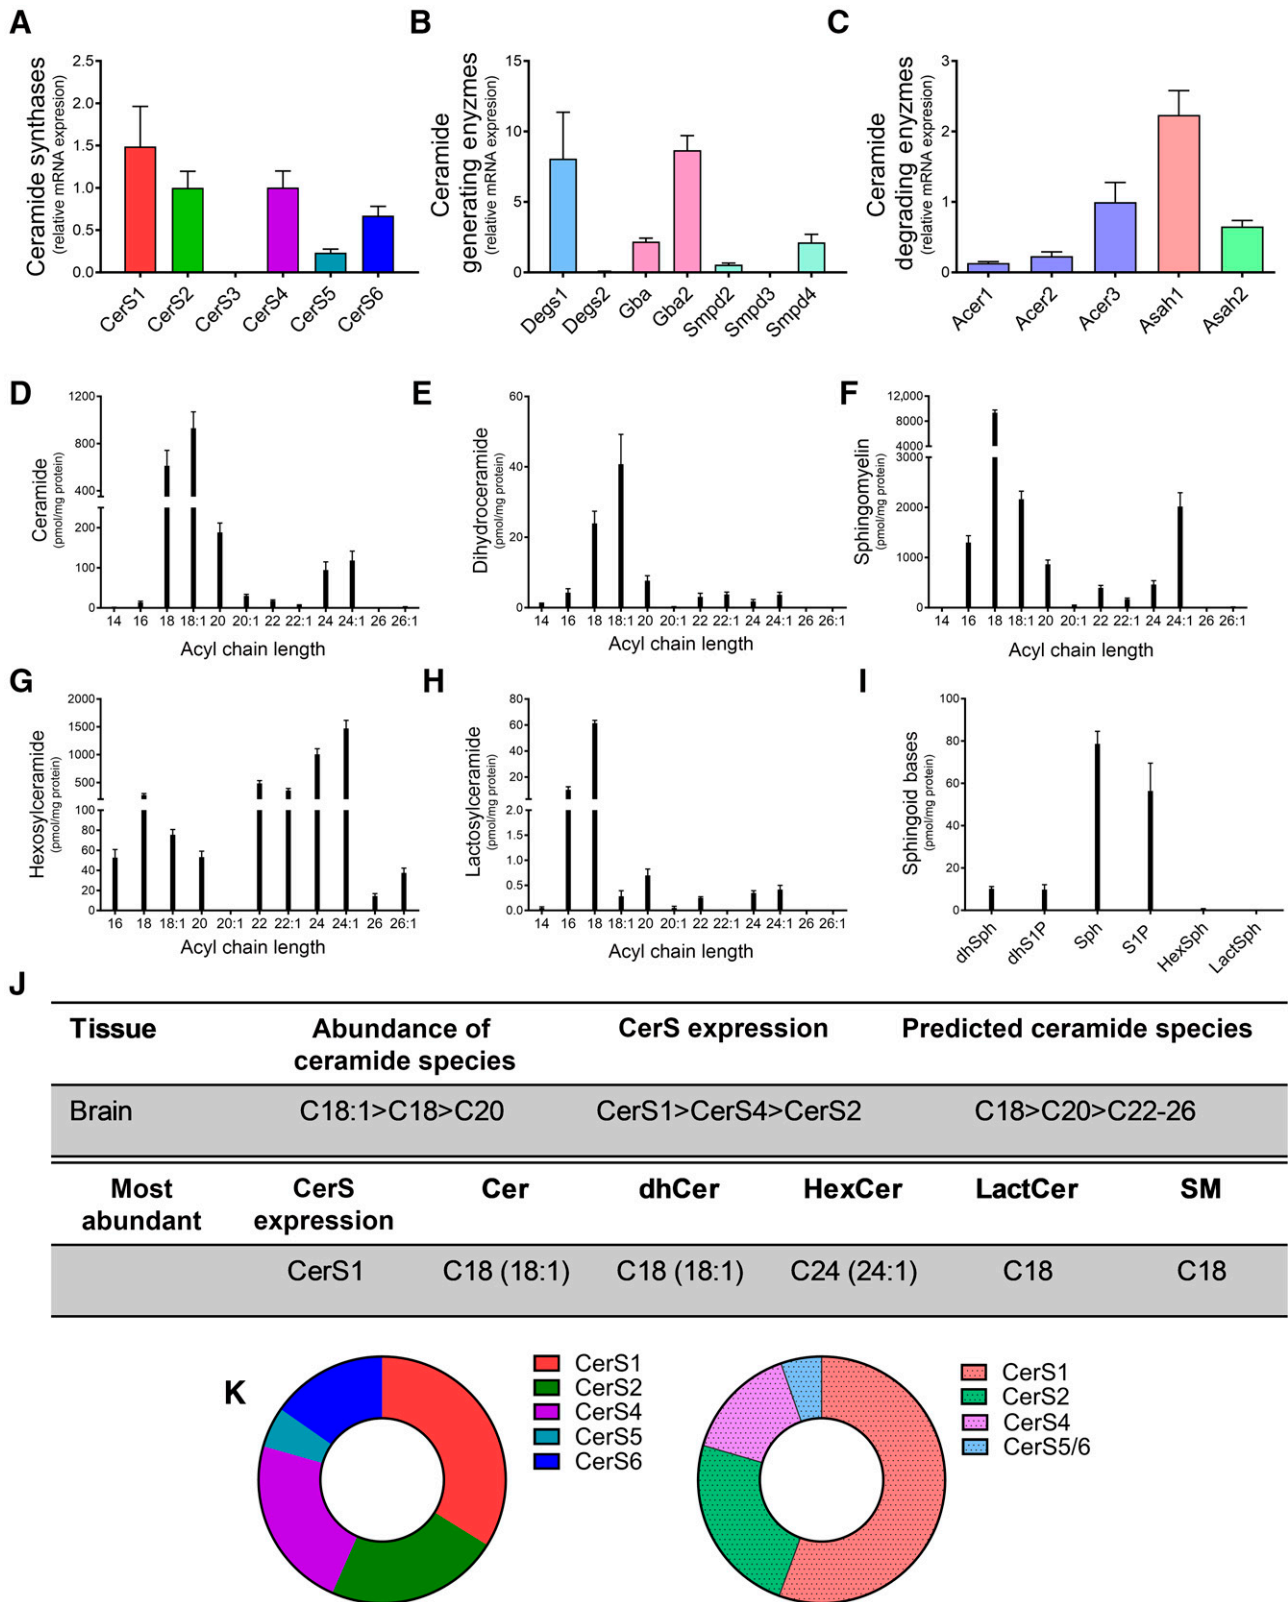 A
Ceramide synthases
(relative mRNA expression)
2.5
2.0
1.5
1.0
0.5
0.0
CerS1
CerS2
CerS3
CerS4
CerS5
CerS6
B
Ceramide
generating enyzmes
(relative mRNA expression)
15
10
5
0
Degs1
Degs2
Gba
Gba2
Smpd2
Smpd3
Smpd4
C
Ceramide
degrading enyzmes
(relative mRNA expression)
3
2
1
0
Acer1
Acer2
Acer3
Asah1
Asah2
D
Ceramide
(pmol/mg protein)
1200
800
400
200
100
0
14 16 18 18:1 20 20:1 22 22:1 24 24:1 26 26:1
Acyl chain length
E
Dihydroceramide
(pmol/mg protein)
60
40
20
0
14 16 18 18:1 20 20:1 22 22:1 24 24:1 26 26:1
Acyl chain length
F
Sphingomyelin
(pmol/mg protein)
12,000
8000
4000
3000
2000
1000
0
14 16 18 18:1 20 20:1 22 22:1 24 24:1 26 26:1
Acyl chain length
G
Hexosylceramide
(pmol/mg protein)
2000
1500
1000
500
100
80
60
40
20
0
16 18 18:1 20 20:1 22 22:1 24 24:1 26 26:1
Acyl chain length
H
Lactosylceramide
(pmol/mg protein)
80
60
40
20
2.0
1.5
1.0
0.5
0.0
14 16 18 18:1 20 20:1 22 22:1 24 24:1 26 26:1
Acyl chain length
I
Sphingoid bases
(pmol/mg protein)
100
80
60
40
20
0
dhSph
dhS1P
Sph
S1P
HexSph
LactSph
J
Tissue Abundance of ceramide species CerS expression Predicted ceramide species
Brain C18:1>C18>C20 CerS1>CerS4>CerS2 C18>C20>C22-26
Most abundant CerS expression Cer dhCer HexCer LactCer SM
CerS1 C18 (18:1) C18 (18:1) C24 (24:1) C18 C18
K
CerS1
CerS2
CerS4
CerS5
CerS6
CerS1
CerS2
CerS4
CerS5/6